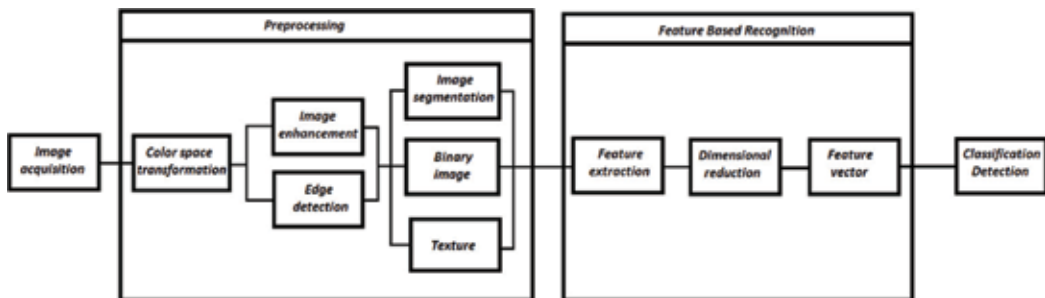 Preprocessing
Feature Based Recognition
Image
acquisition
Color space
transformation
Image
enhancement
Edge
detection
Image
segmentation
Binary
image
Texture
Feature
extraction
Dimensional
reduction
Feature
vector
Classification
Detection